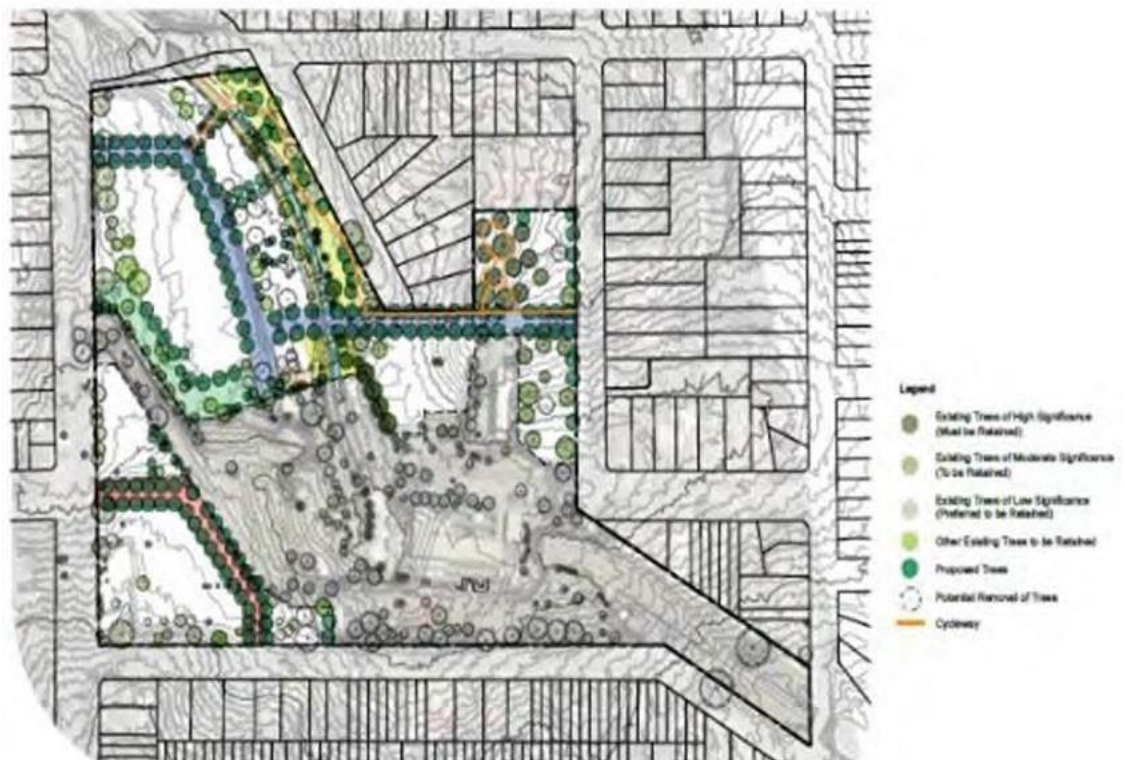 Legend
Existing Trees of High Significance
(Must be Retained)
Existing Trees of Moderate Significance
(To be Retained)
Existing Trees of Low Significance
(Preferred to be Retained)
Other Existing Trees to be Retained
Proposed Trees
Potential Removal of Trees
Cycleway